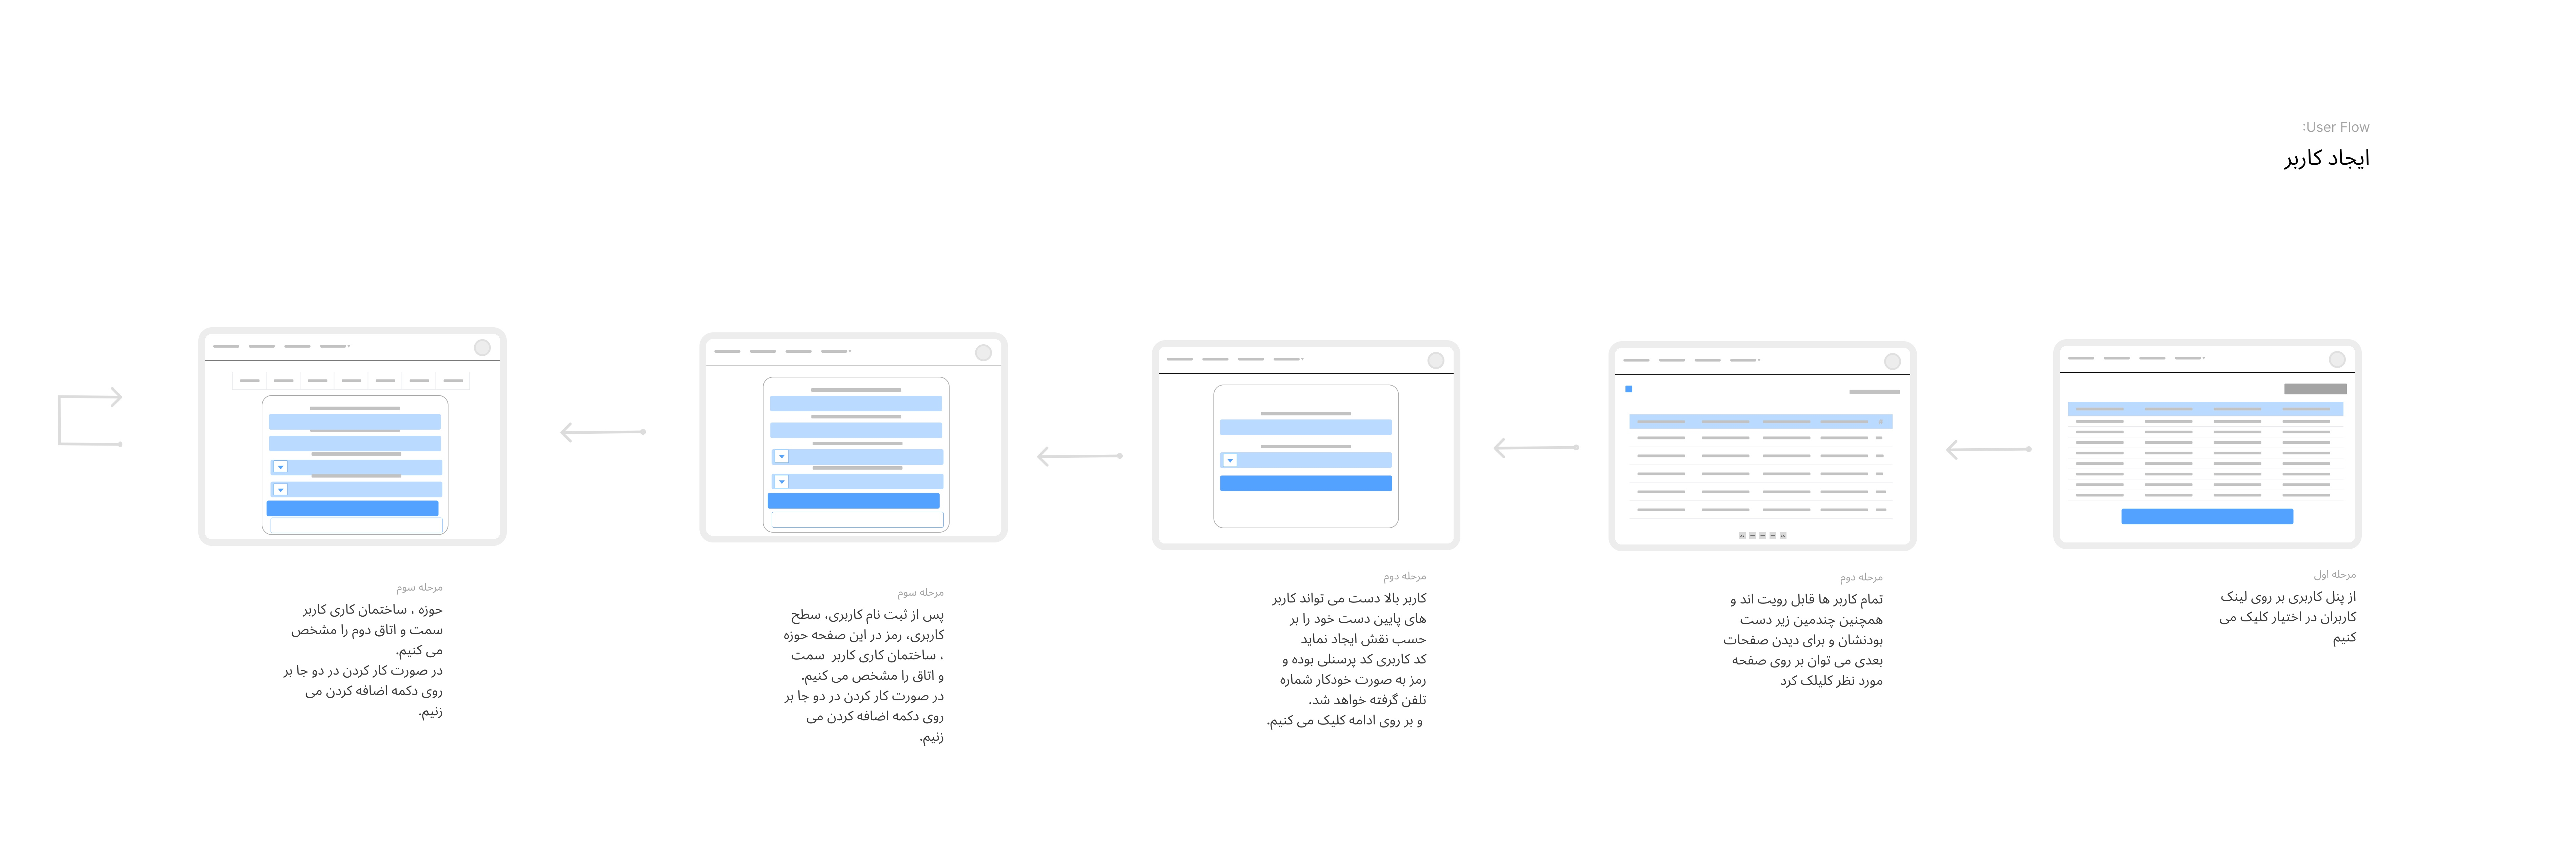 User Flow:
ایجاد کاربر
مرحله اول
از پنل کاربری بر روی لینک
کاربران در اختیار کلیک می
کنیم
مرحله دوم
تمام کاربر ها قابل رویت اند و
همچنین چندمین زیر دست
بودنشان و برای دیدن صفحات
بعدی می توان بر روی صفحه
مورد نظر کلیلک کرد
مرحله دوم
کاربر بالا دست می تواند کاربر
های پایین دست خود را بر
حسب نقش ایجاد نماید
کد کاربری کد پرسنلی بوده و
رمز به صورت خودکار شماره
تلفن گرفته خواهد شد.
و بر روی ادامه کلیک می کنیم.
مرحله سوم
پس از ثبت نام کاربری، سطح
کاربری، رمز در این صفحه حوزه
، ساختمان کاری کاربر سمت
و اتاق را مشخص می کنیم.
در صورت کار کردن در دو جا بر
روی دکمه اضافه کردن می
زنیم.
مرحله سوم
حوزه ، ساختمان کاری کاربر
سمت و اتاق دوم را مشخص
می کنیم.
در صورت کار کردن در دو جا بر
روی دکمه اضافه کردن می
زنیم.